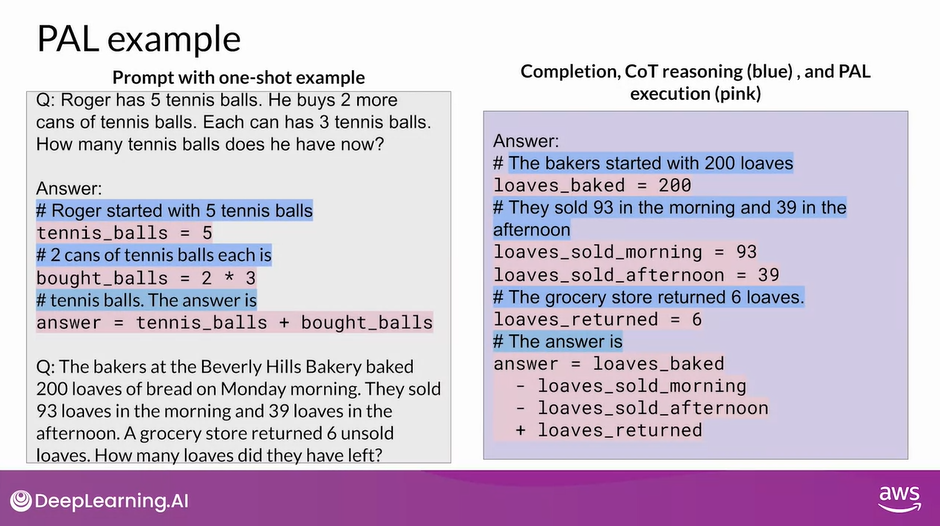 PAL example
Prompt with one-shot example
Q: Roger has 5 tennis balls. He buys 2 more
cans of tennis balls. Each can has 3 tennis balls.
How many tennis balls does he have now?
Answer:
# Roger started with 5 tennis balls
tennis_balls = 5
# 2 cans of tennis balls each is
bought_balls = 2 * 3
# tennis balls. The answer is
answer = tennis_balls + bought_balls
Q: The bakers at the Beverly Hills Bakery baked
200 loaves of bread on Monday morning. They sold
93 loaves in the morning and 39 loaves in the
afternoon. A grocery store returned 6 unsold
loaves. How many loaves did they have left?
Completion, CoT reasoning (blue) , and PAL
execution (pink)
Answer:
# The bakers started with 200 loaves
loaves_baked = 200
# They sold 93 in the morning and 39 in the
afternoon
loaves_sold_morning = 93
loaves_sold_afternoon = 39
# The grocery store returned 6 loaves.
loaves_returned = 6
# The answer is
answer = loaves_baked
- loaves_sold_morning
- loaves_sold_afternoon
+ loaves_returned
DeepLearning.AI
aws